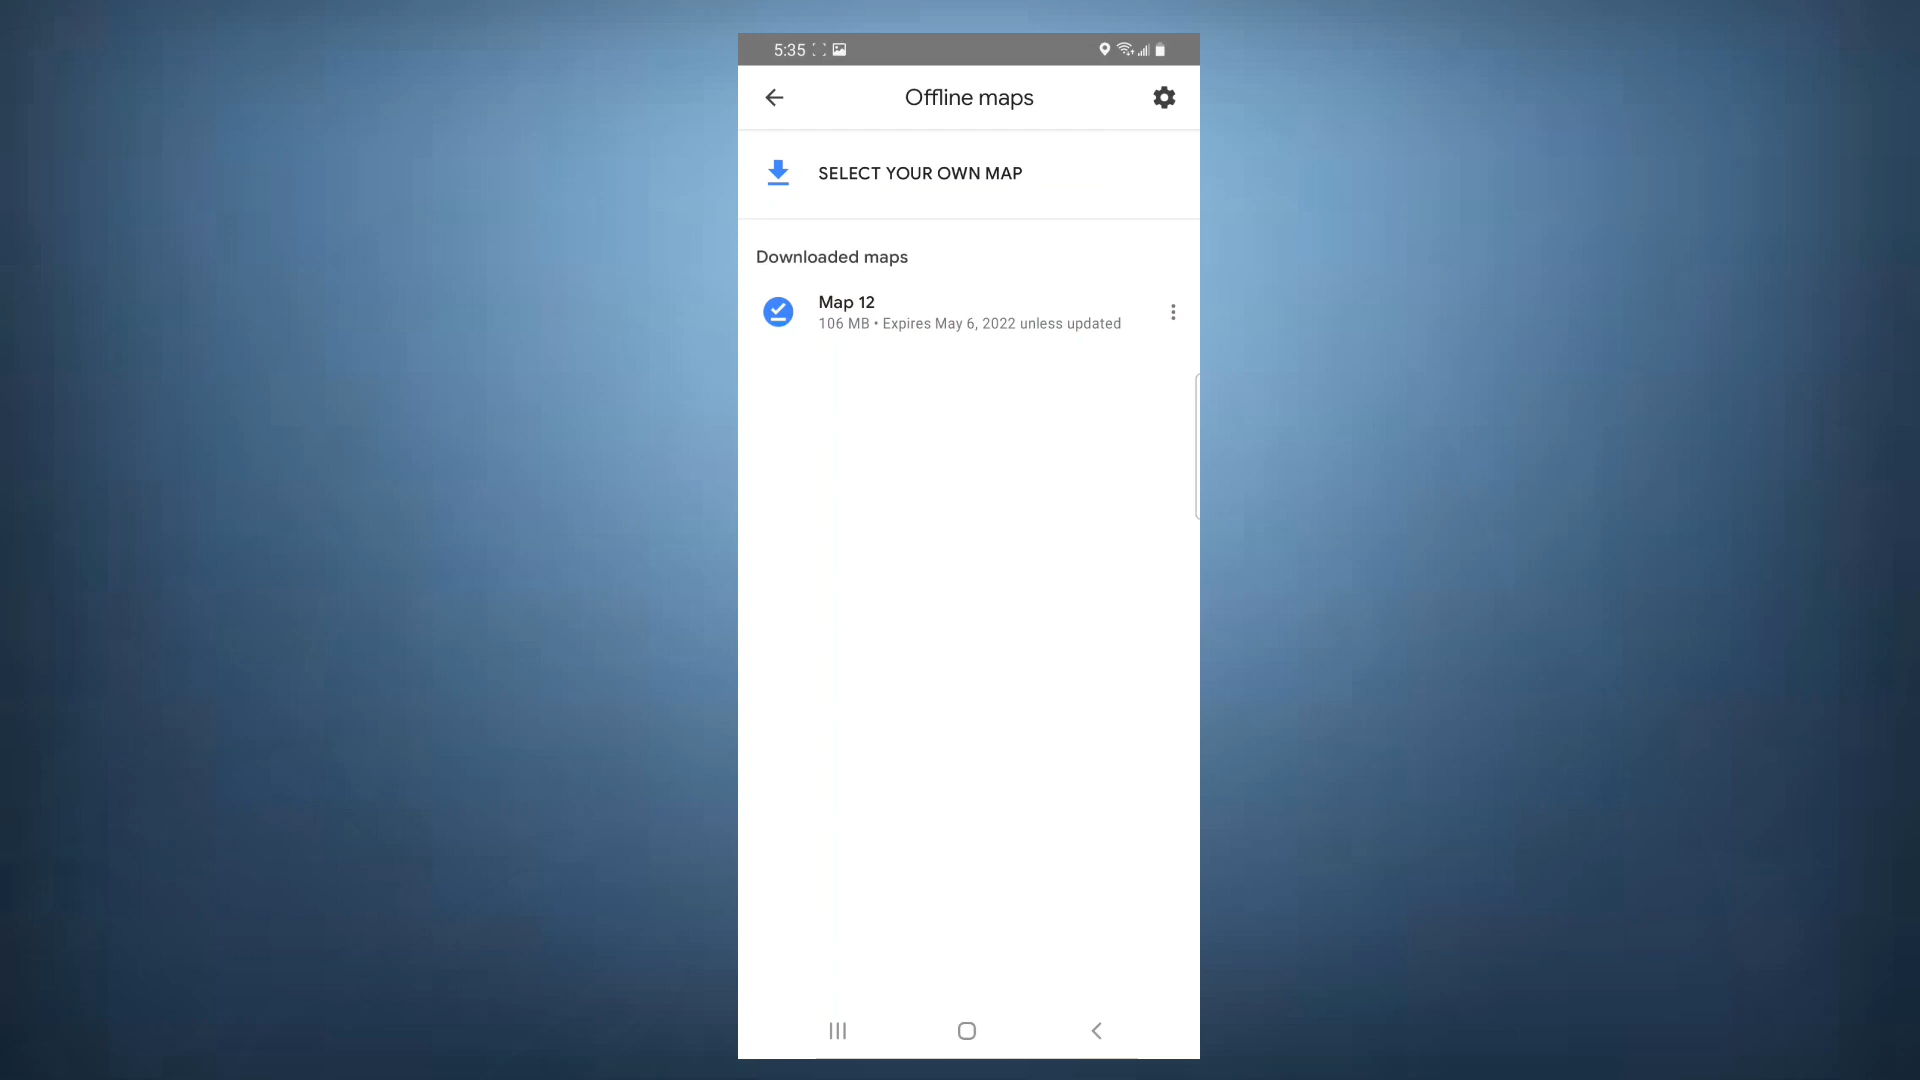 5:35
Offline maps
SELECT YOUR OWN MAP
Downloaded maps
Map 12
106 MB • Expires May 6, 2022 unless updated